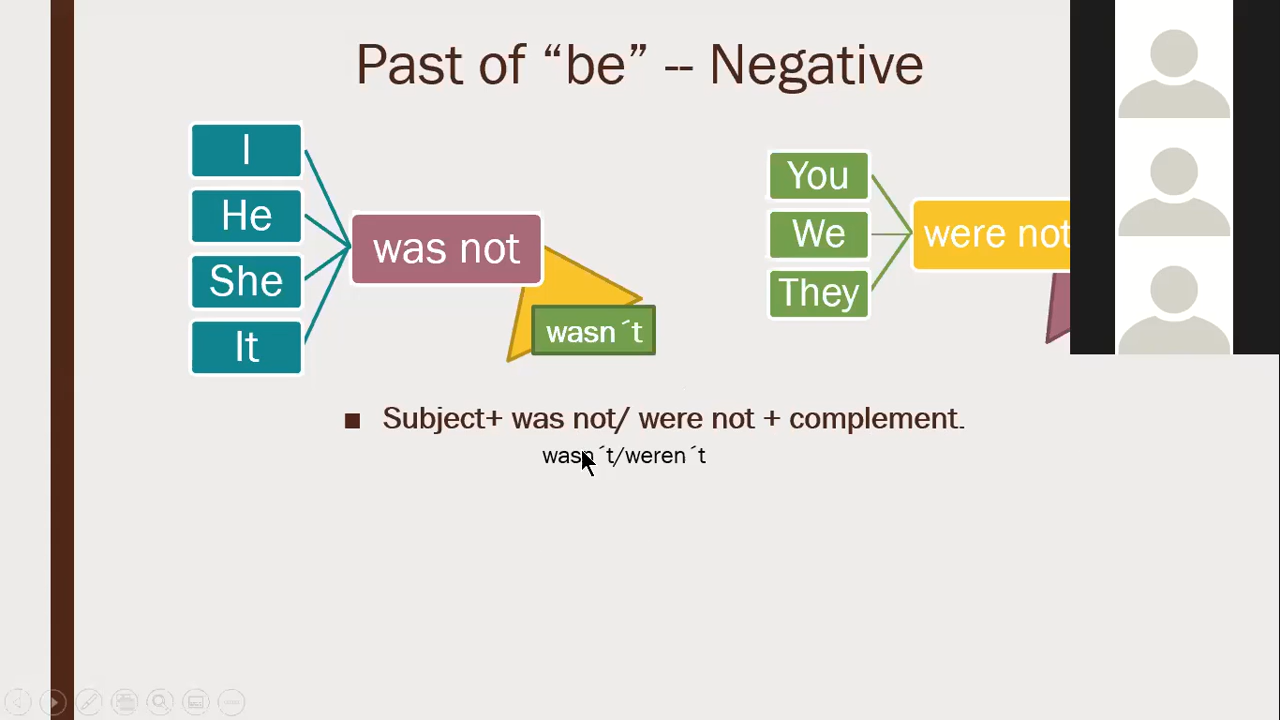 Past of “be” -- Negative
I
He
She
It
was not
wasn´t
You
We
They
were not
Subject+ was not/ were not + complement.
wasn´t/weren´t